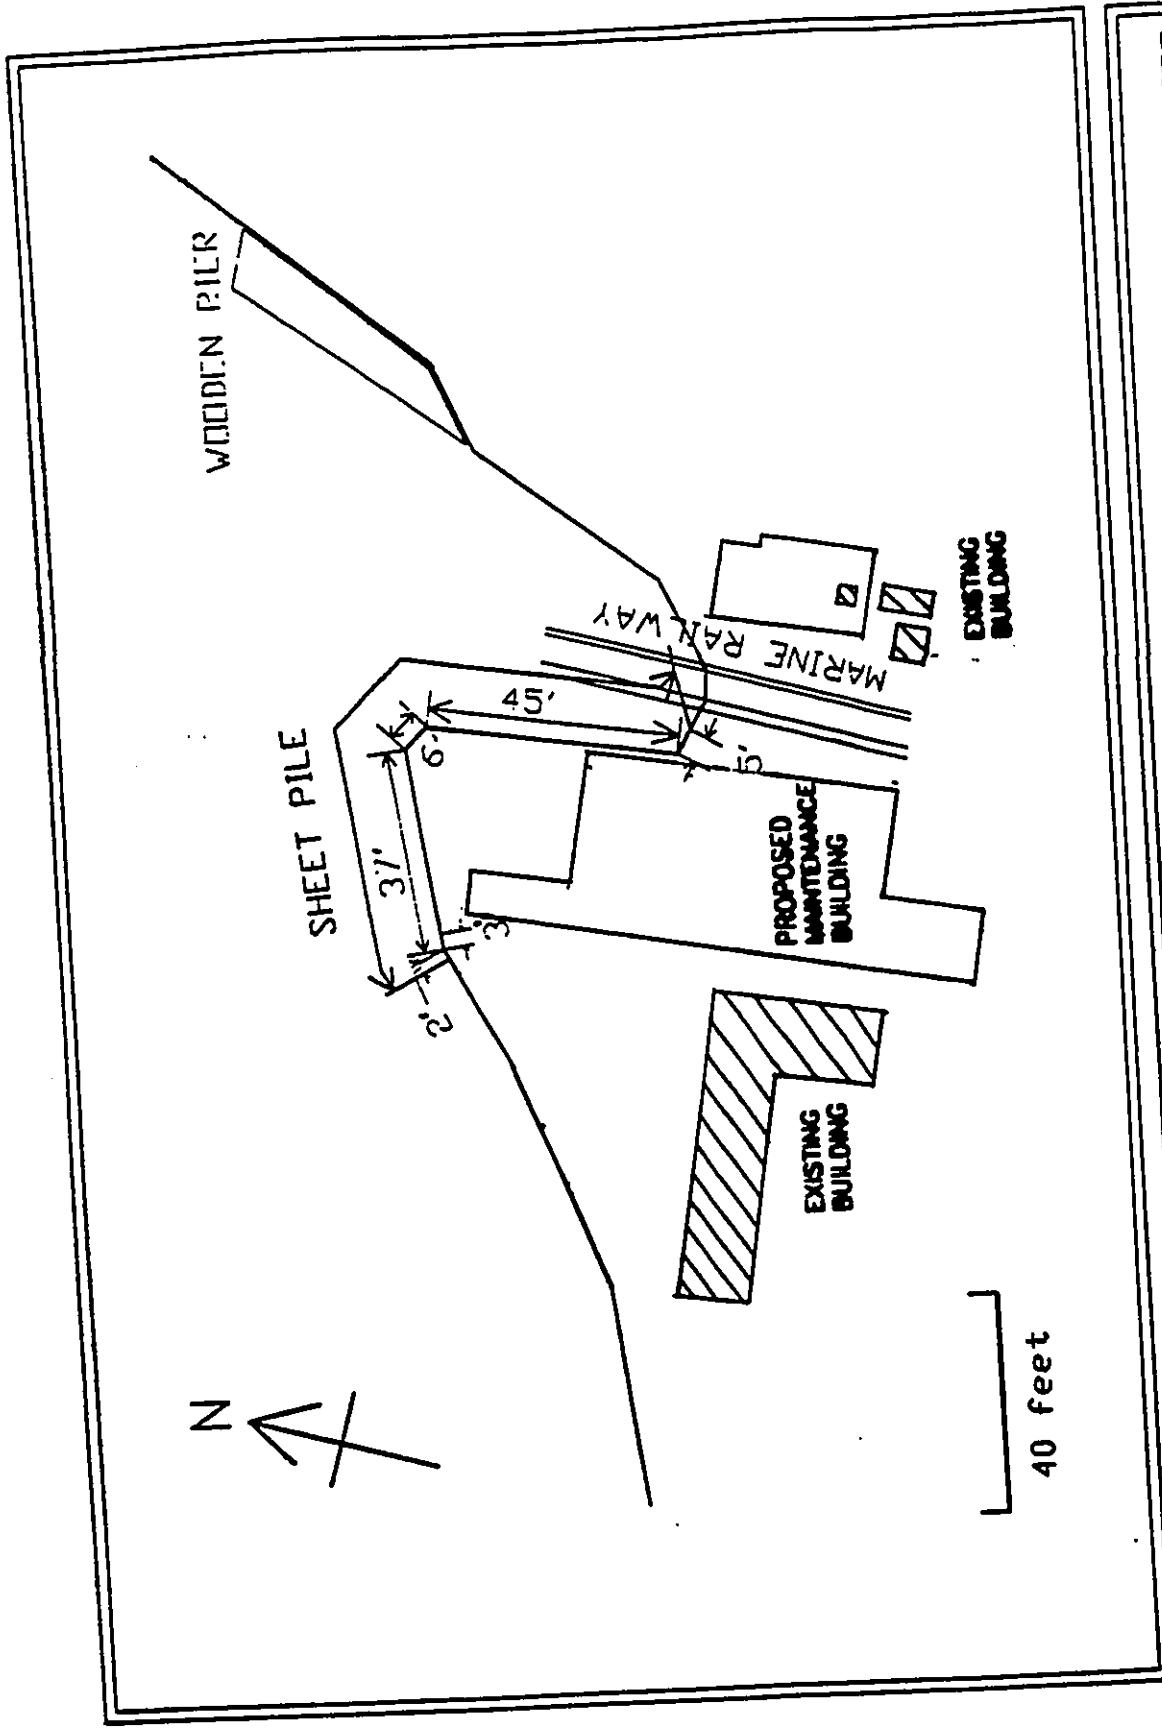 N
WOODEN PIER
SHEET PILE
MARINE RAILWAY
2'
37'
3'
6'
45'
5'
PROPOSED
MAINTENANCE
BUILDING
EXISTING
BUILDING
EXISTING
BUILDING
40 feet